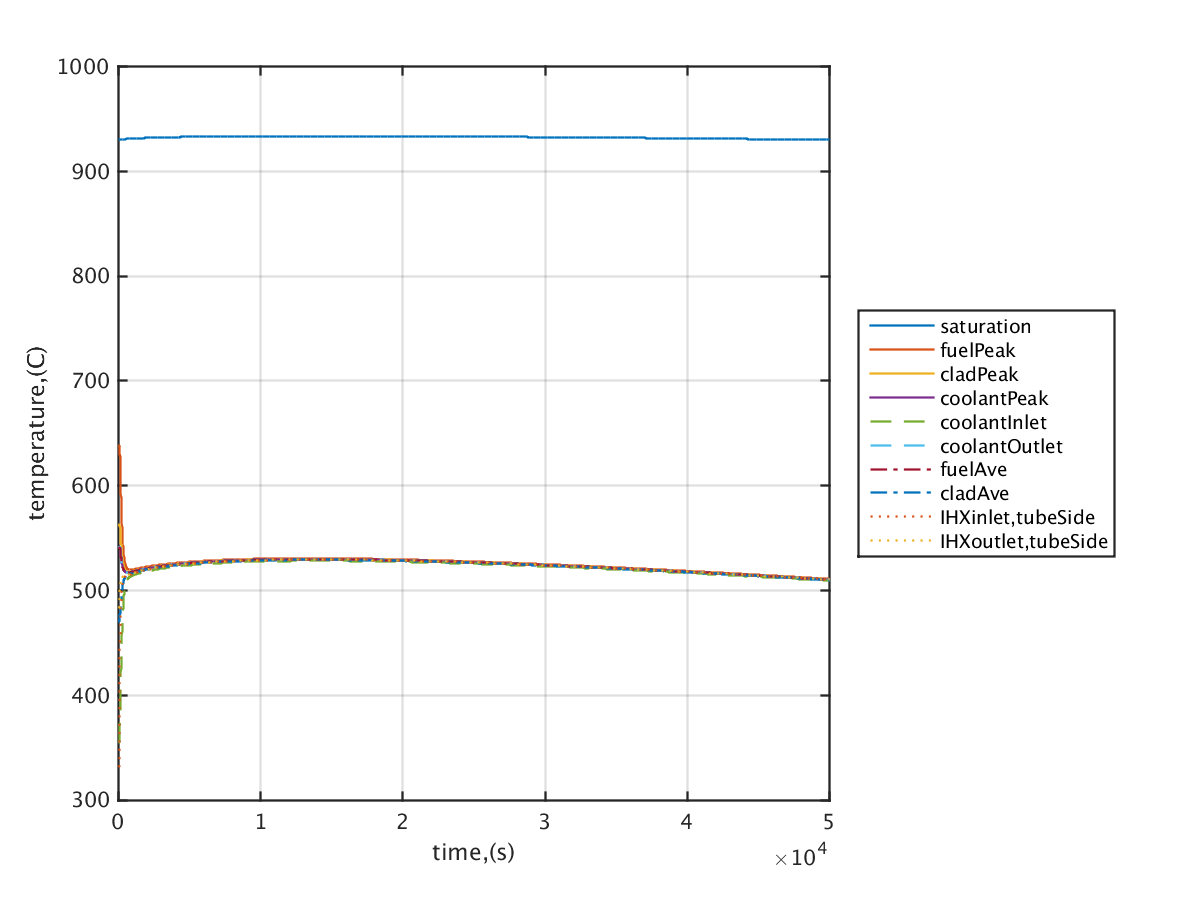 1000
900
800
700
600
500
400
300
temperature,(C)
0 1 2 3 4 5
×10^4
time,(s)
saturation
fuelPeak
cladPeak
coolantPeak
coolantInlet
coolantOutlet
fuelAve
cladAve
IHXinlet,tubeSide
IHXoutlet,tubeSide